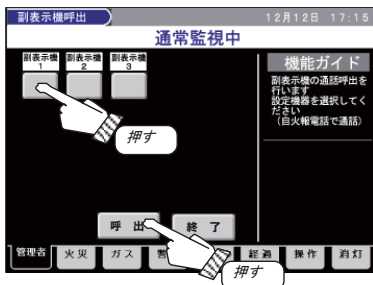 副表示機呼出
12月12日 17:15
通常監視中
副表示機
1
副表示機
2
副表示機
3
押す
機能ガイド
副表示機の通話呼出を
行います
設定機器を選択してく
ださい
(自火報電話で通話)
呼出
終了
管理者
火災
ガス
経過
操作
消灯
押す